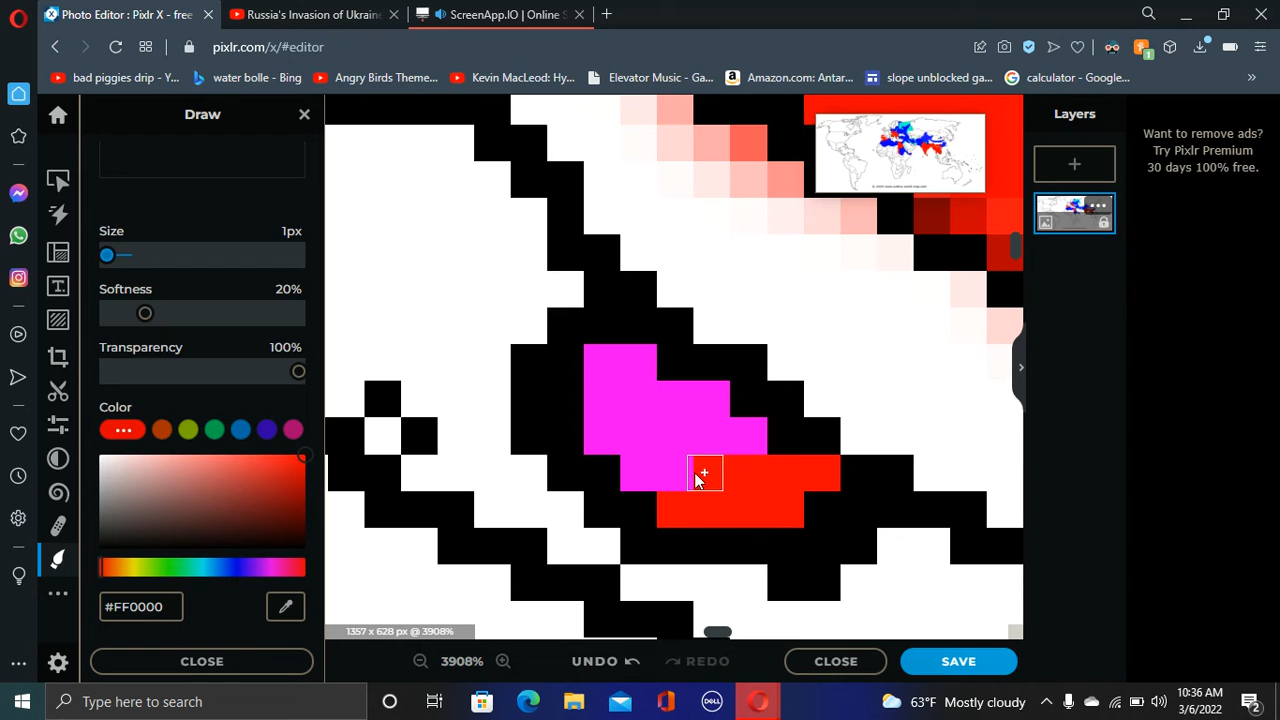 Photo Editor : Pixlr X - free
Russia's Invasion of Ukraine
ScreenApp.IO | Online S
pixlr.com/x/#editor
bad piggies drip - Y...
water bolle - Bing
Angry Birds Theme...
Kevin MacLeod: Hy...
Elevator Music - Ga...
Amazon.com: Antar...
slope unblocked ga...
calculator - Google...
Draw
Layers
Want to remove ads?
Try Pixlr Premium
30 days 100% free.
Size
1px
Softness
20%
Transparency
100%
Color
#FF0000
CLOSE
1357 x 628 px @ 3908%
3908%
UNDO
REDO
CLOSE
SAVE
Type here to search
DELL
63°F Mostly cloudy
8:36 AM
3/6/2022
2